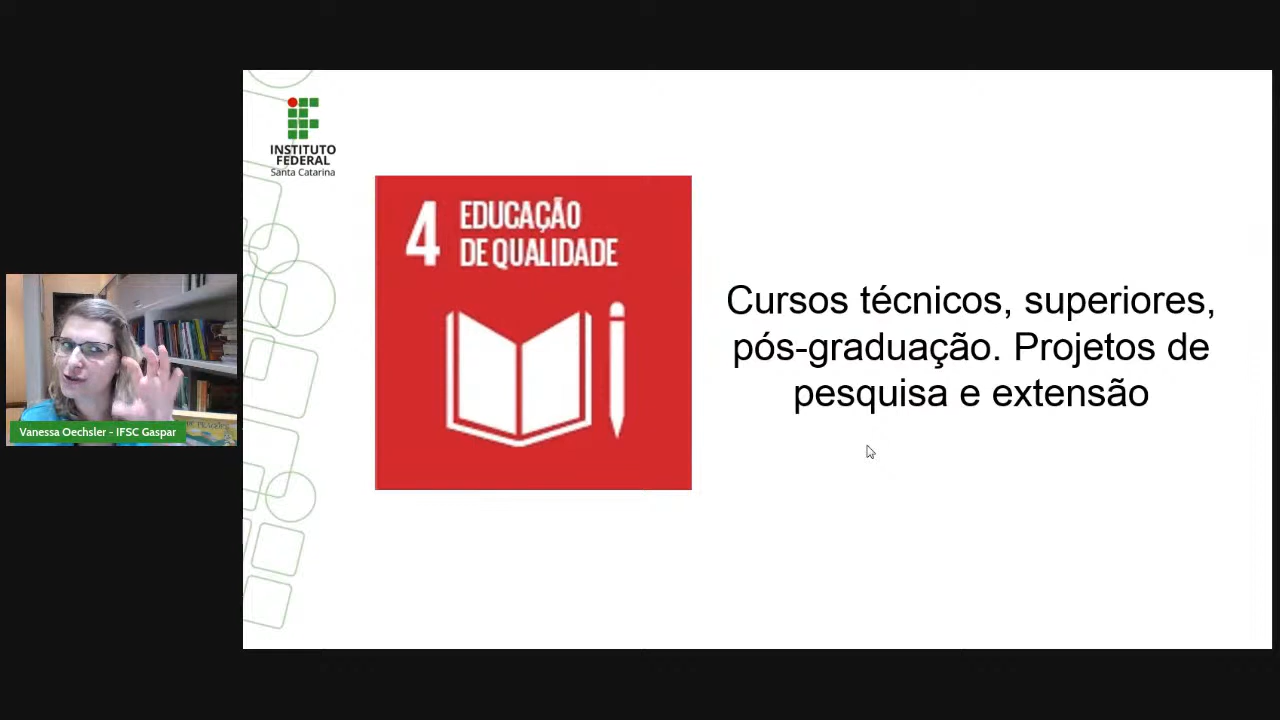 INSTITUTO
FEDERAL
Santa Catarina
4 EDUCAÇÃO
DE QUALIDADE
Cursos técnicos, superiores,
pós-graduação. Projetos de
pesquisa e extensão
Vanessa Oechsler - IFSC Gaspar